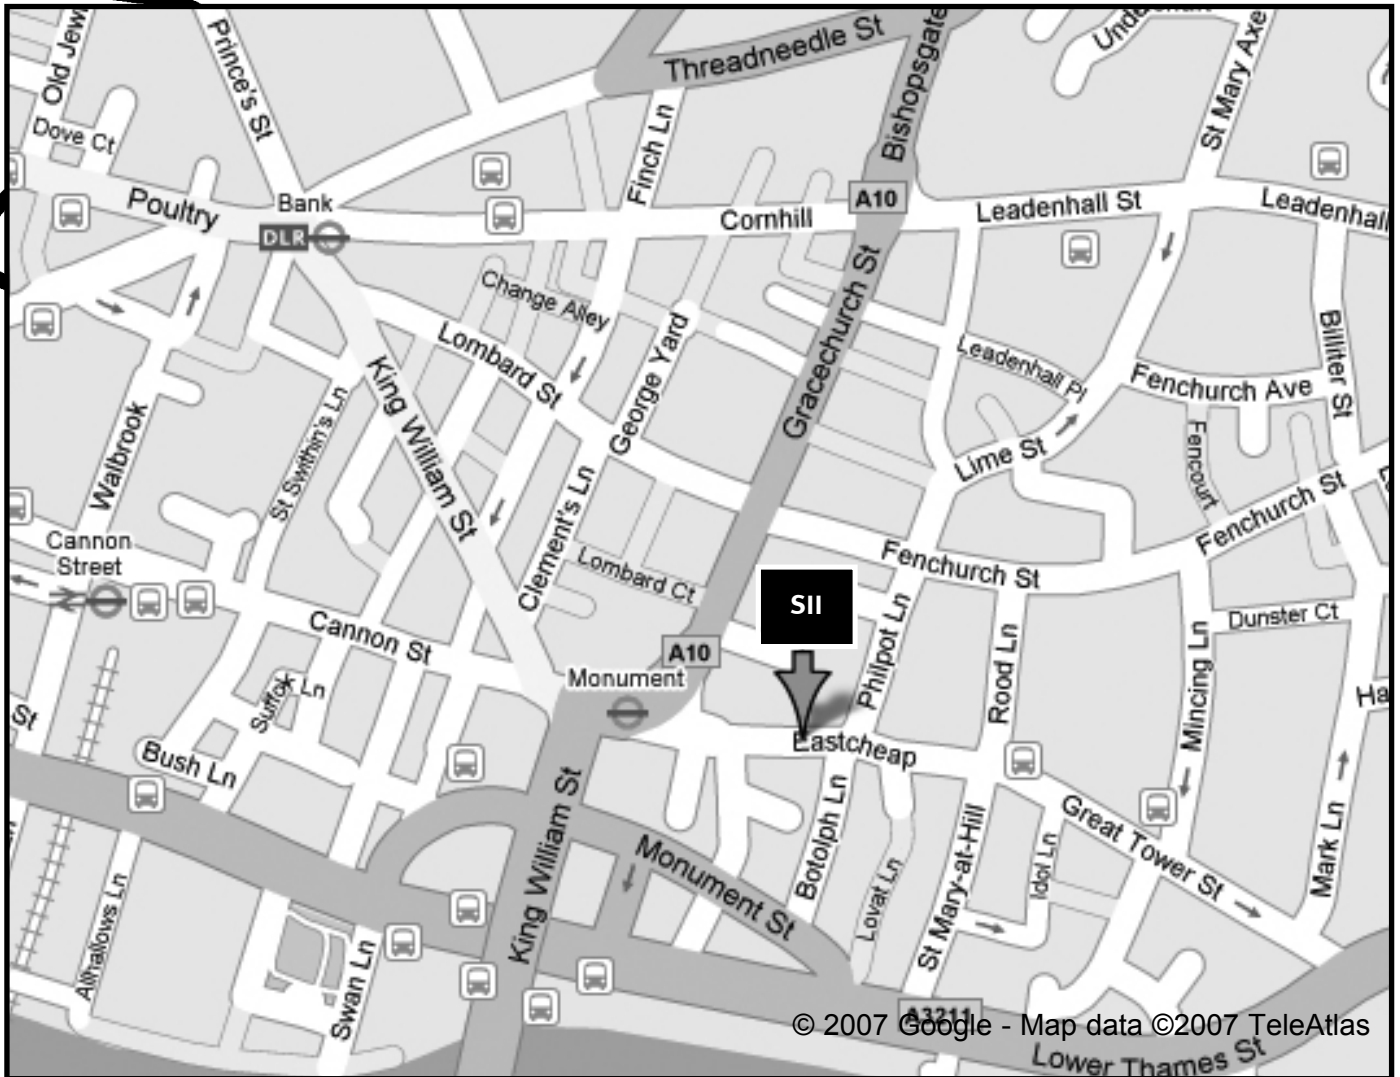 Threadneedle St
Bishopsgate
St Mary Axe
Old Jewr
Prince's St
Dove Ct
Finch Ln
Poultry
Bank
DLR
A10
Cornhill
Leadenhall St
Leadenhall
Change Alley
Gracechurch St
Lombard St
George Yard
Leadenhall Pl
Billiter St
Fenchurch Ave
King William St
St Swithin's Ln
Walbrook
Lime St
Fencourt
Clement's Ln
Fenchurch St
Cannon
Street
Fenchurch St
Lombard Ct
SII
Philpot Ln
Dunster Ct
Cannon St
Rood Ln
Mincing Ln
A10
Monument
Suffolk Ln
Ha
St
Bush Ln
Eastcheap
King William St
Botolph Ln
Great Tower St
Mark Ln
Monument St
Lovat Ln
St Mary-at-Hill
Idol Ln
Allhallows Ln
Swan Ln
A3211
© 2007 Google - Map data ©2007 TeleAtlas
Lower Thames St